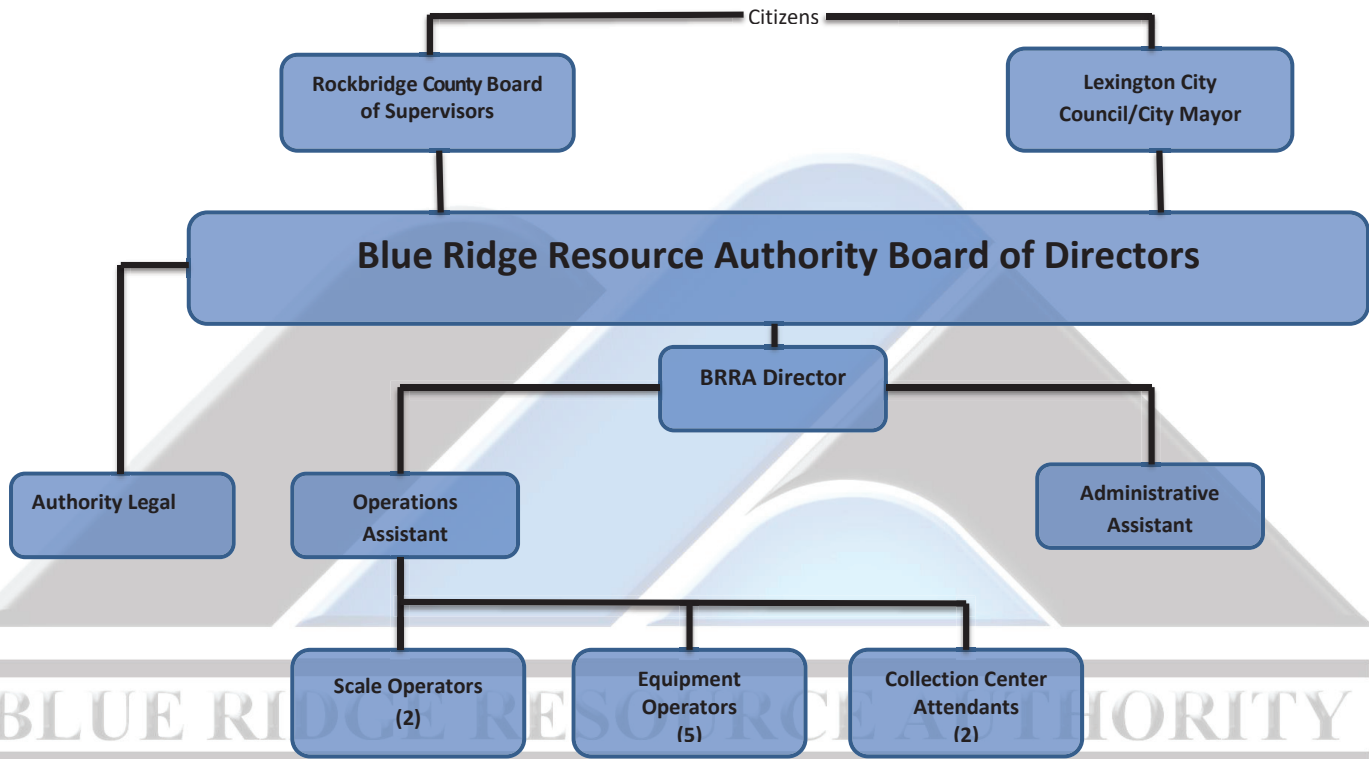 Citizens
Rockbridge County Board
of Supervisors
Lexington City
Council/City Mayor
Blue Ridge Resource Authority Board of Directors
BRRA Director
Authority Legal
Operations
Assistant
Administrative
Assistant
Scale Operators
(2)
Equipment
Operators
(5)
Collection Center
Attendants
(2)
BLUE RIDGE RESOURCE AUTHORITY